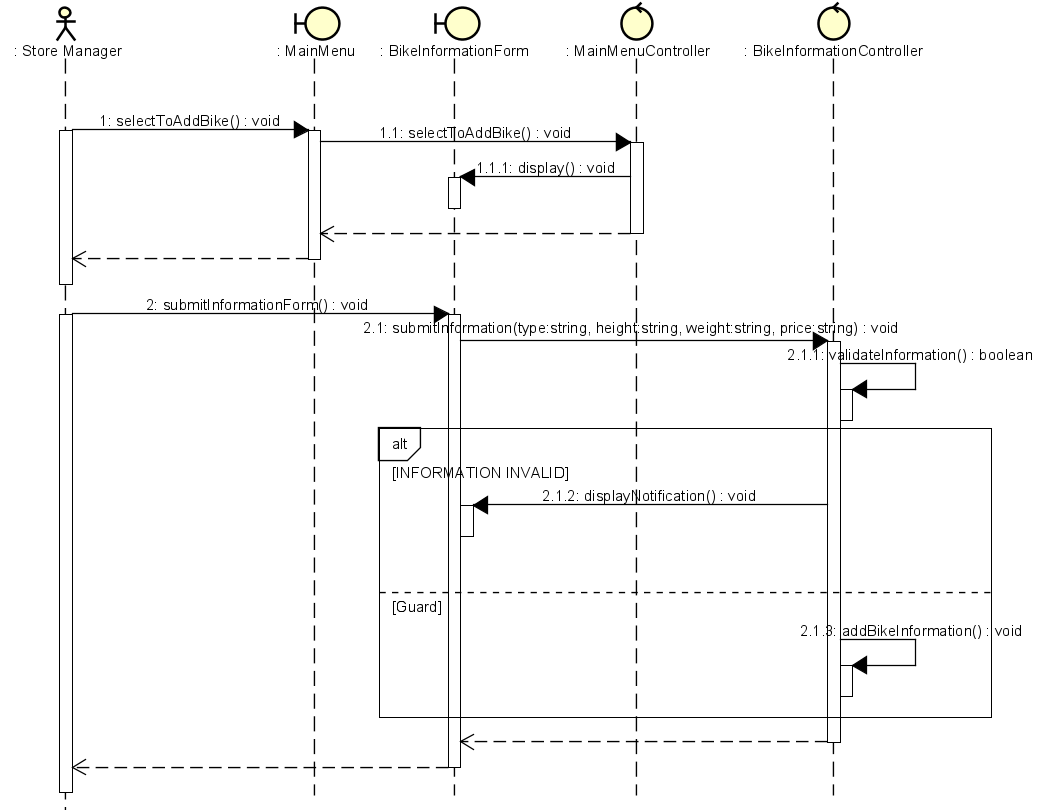 : Store Manager
: MainMenu
: BikeInformationForm
: MainMenuController
: BikeInformationController
1: selectToAddBike() : void
1.1: selectToAddBike() : void
1.1.1: display() : void
2: submitInformationForm() : void
2.1: submitInformation(type:string, height:string, weight:string, price:string) : void
2.1.1: validateInformation() : boolean
alt
[INFORMATION INVALID]
2.1.2: displayNotification() : void
[Guard]
2.1.3: addBikeInformation() : void